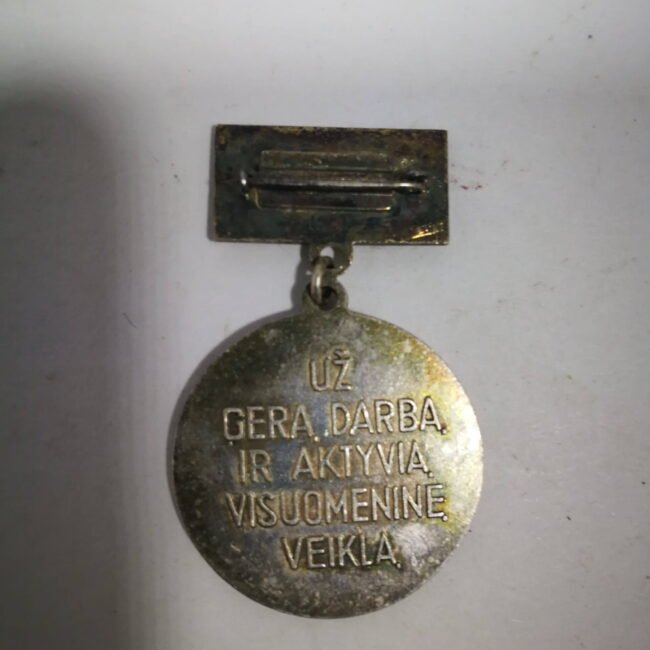 UŽ
GERĄ DARBĄ
IR AKTYVIĄ
VISUOMENINĘ
VEIKLĄ